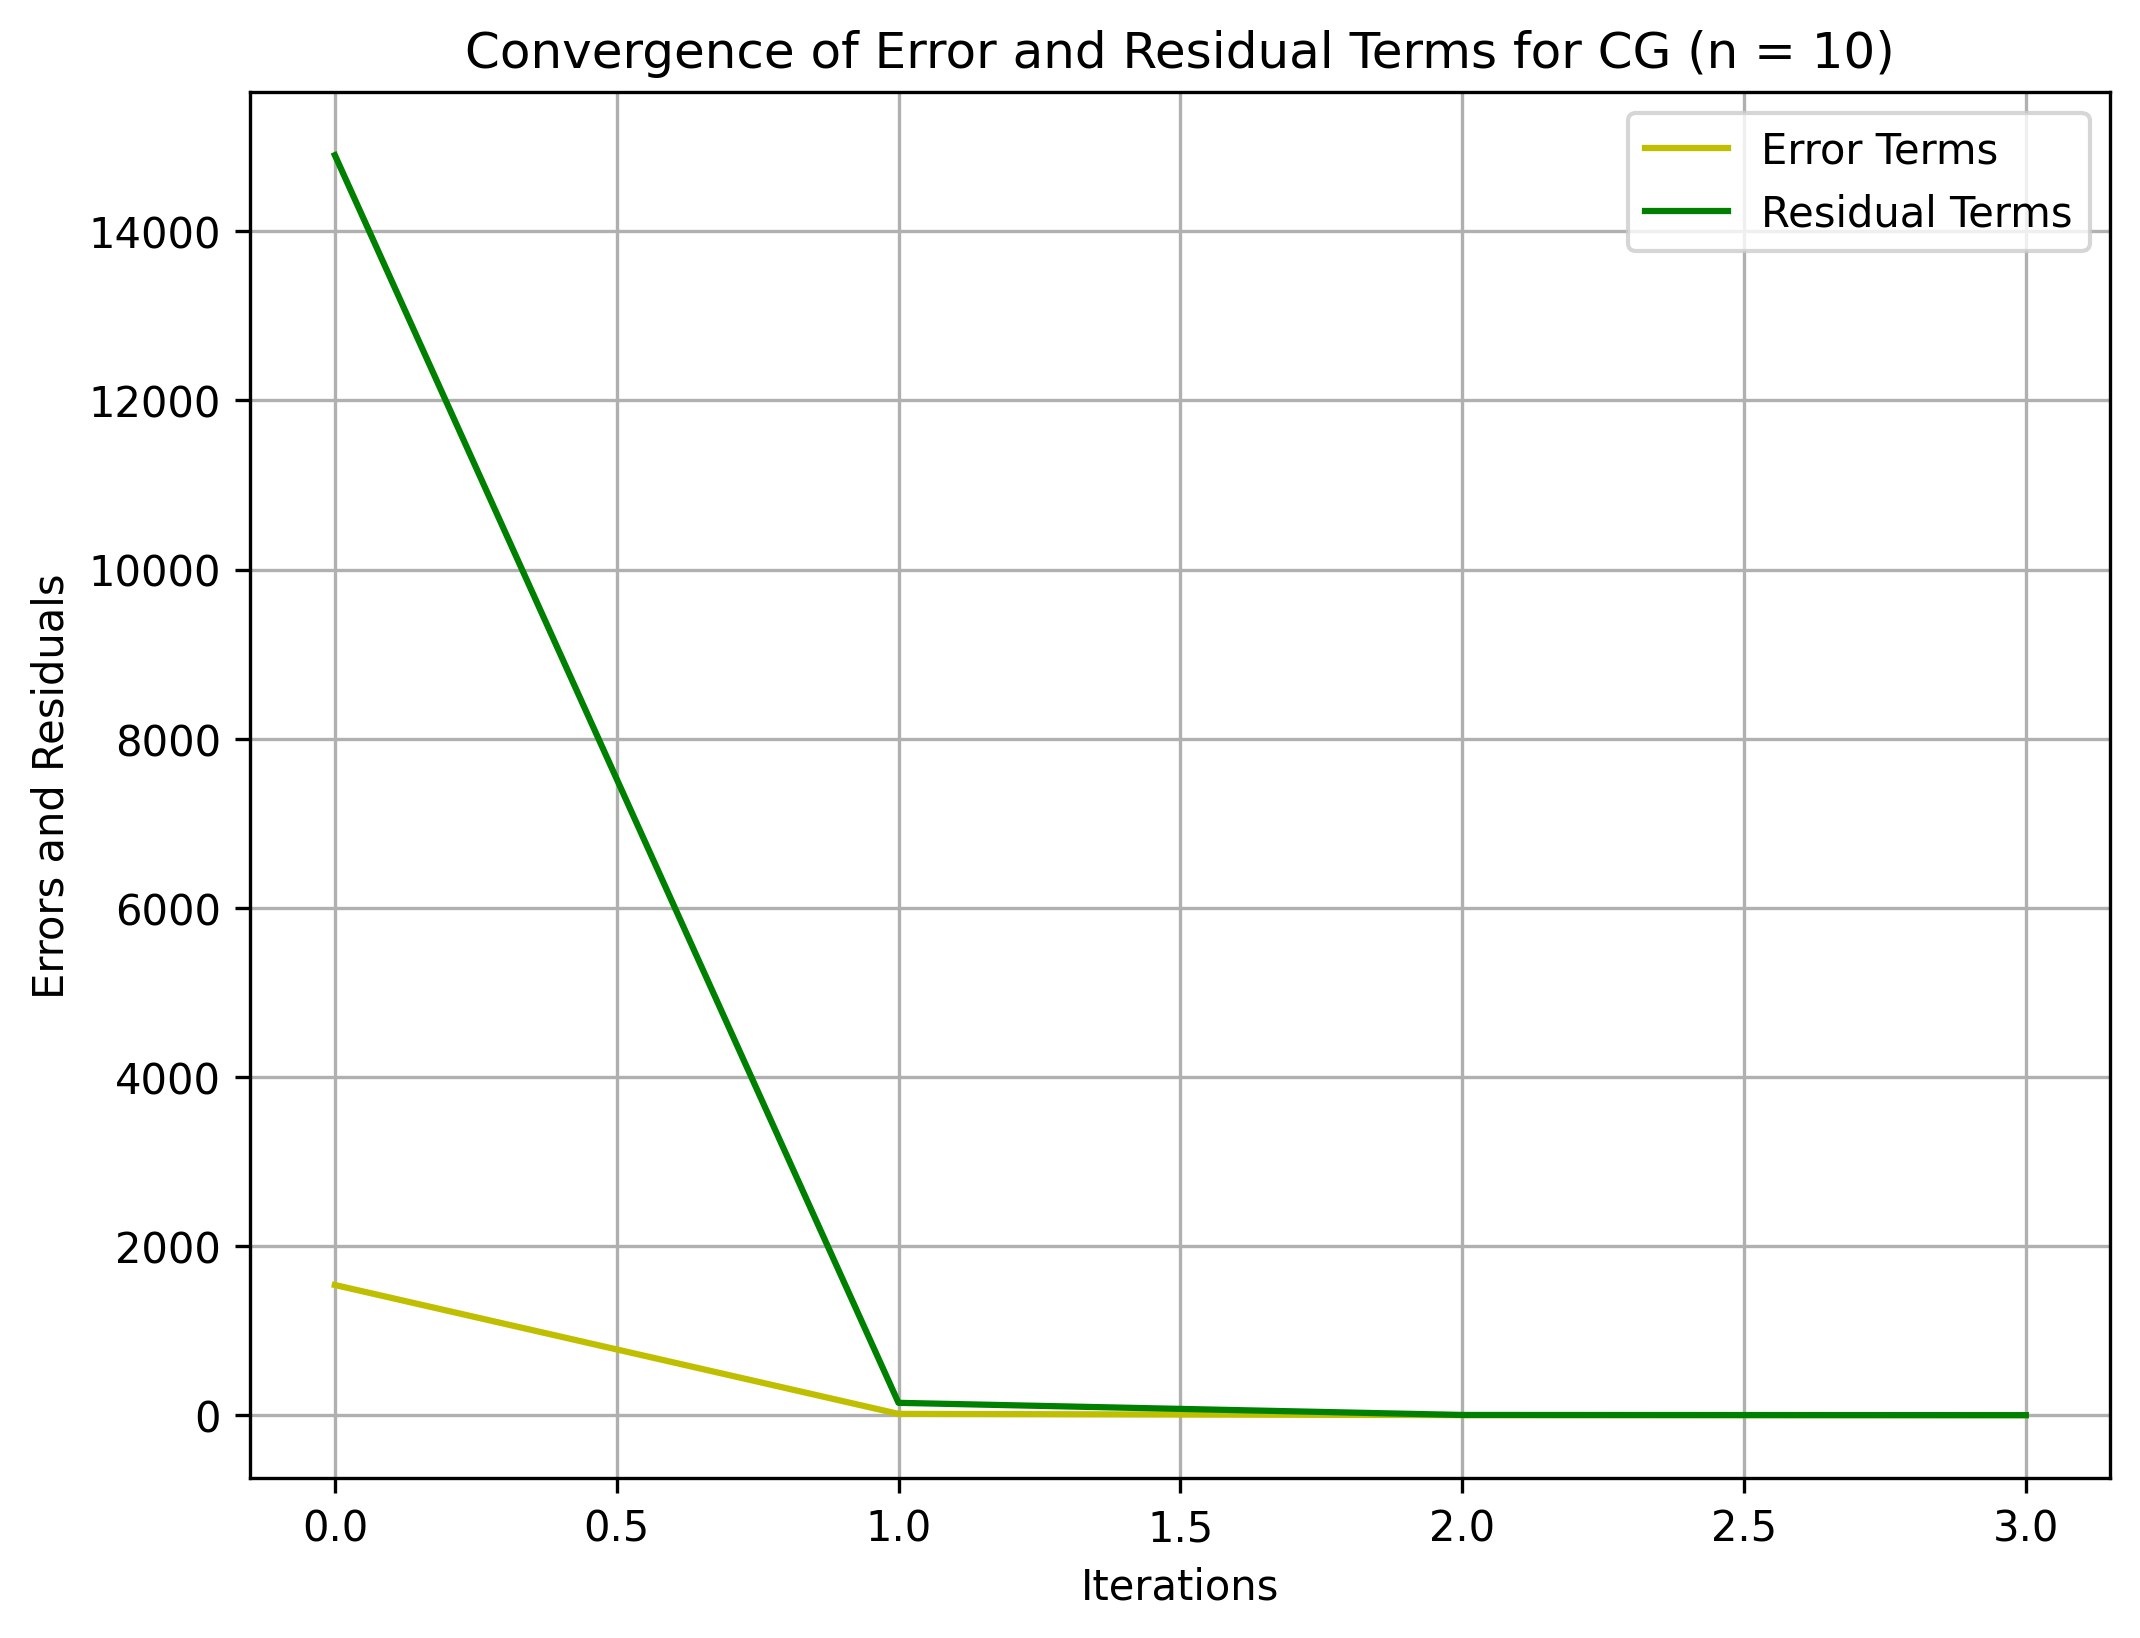 Convergence of Error and Residual Terms for CG (n = 10)
Error Terms
Residual Terms
14000
12000
10000
8000
6000
4000
2000
0
Errors and Residuals
0.0 0.5 1.0 1.5 2.0 2.5 3.0
Iterations